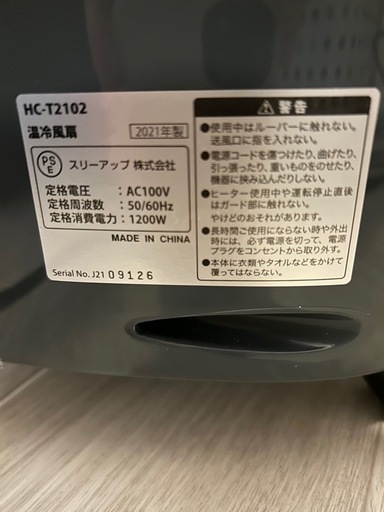 HC-T2102
温冷風扇
2021年製
PS
E
スリーアップ 株式会社
定格電圧 : AC100V
定格周波数 : 50/60Hz
定格消費電力 : 1200W
MADE IN CHINA
Serial No. J21 09126
警告
●使用中はルーバーに触れない。
送風口に指を入れない。
●電源コードを傷つけたり、曲げたり、
引っ張ったり、重いものをのせたり、
機器に挟み込んだりしない。
●ヒーター使用中や運転停止直後
はガード部に触れない。
やけどのおそれがあります。
●長時間ご使用にならない時や外出
時には、必ず電源を切って、電源
プラグをコンセントから取り外す。
●本体に衣類やタオルなどをかけて
覆ってはならない。